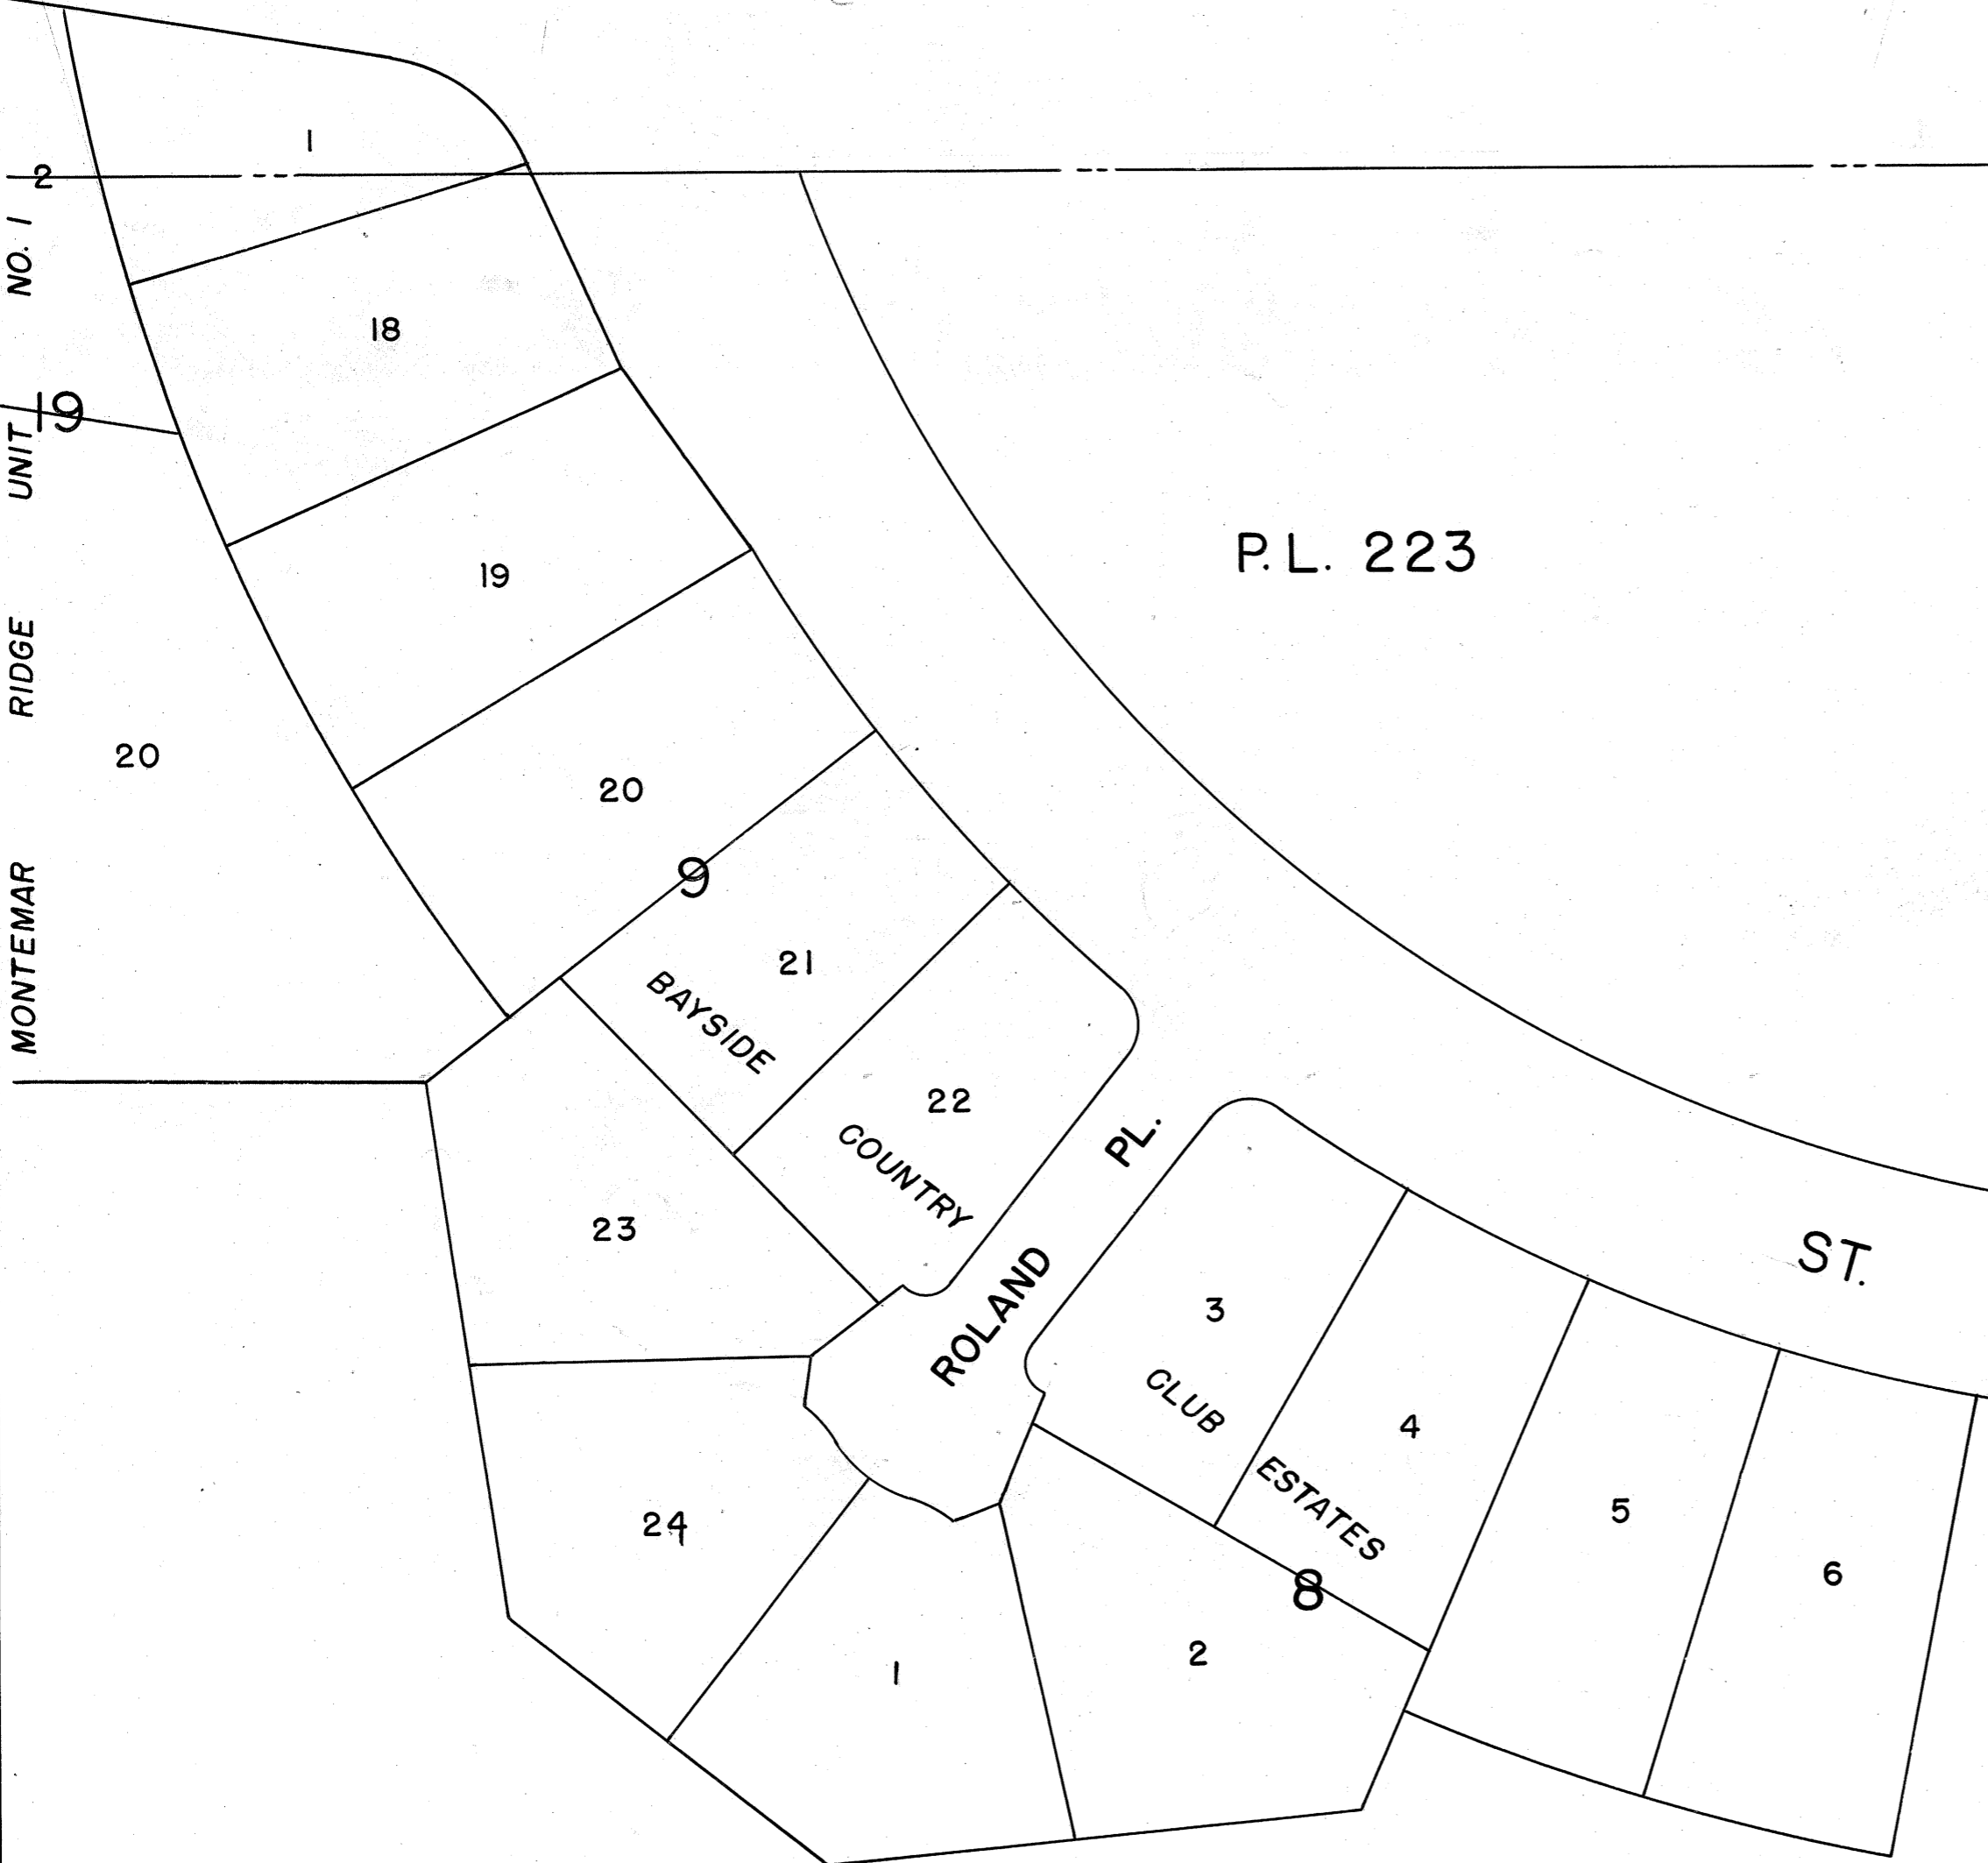 1
2
MONTEMAR RIDGE UNIT NO. 1
18
19
P.L. 223
19
20
20
9
21
BAYSIDE
22
COUNTRY
PL.
23
ROLAND
ST.
3
CLUB
4
ESTATES
5
24
6
8
2
1